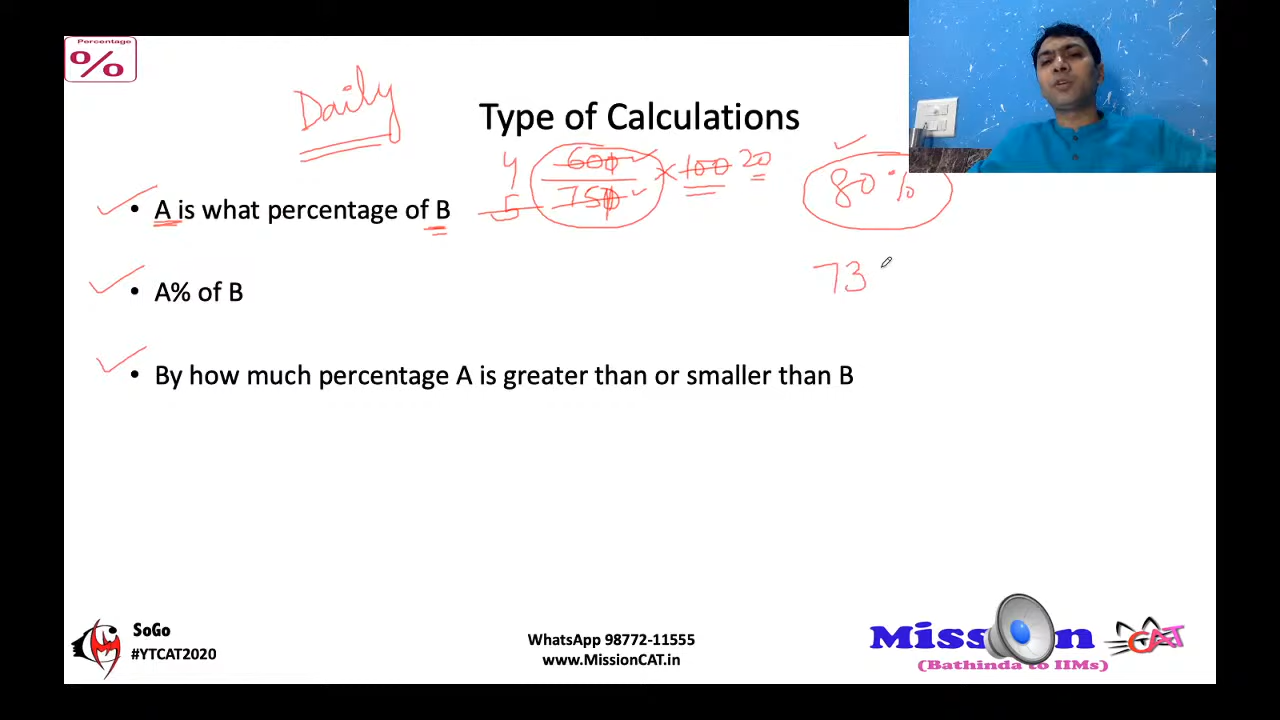 Percentage
%
Daily
Type of Calculations
4 600 × 100 20
5 750
80%
A is what percentage of B
73
A% of B
By how much percentage A is greater than or smaller than B
SoGo
#YTCAT2020
WhatsApp 98772-11555
www.MissionCAT.in
Mission CAT
(Bathinda to IIMs)